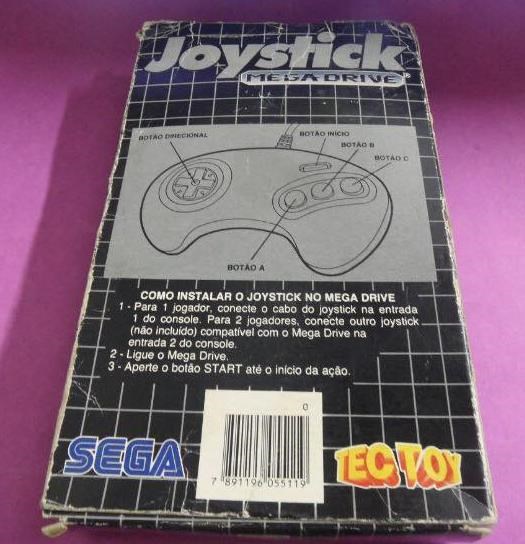 Joystick
MEGA DRIVE
BOTÃO DIRECIONAL
BOTÃO INÍCIO
BOTÃO B
BOTÃO C
BOTÃO A
COMO INSTALAR O JOYSTICK NO MEGA DRIVE
1 - Para 1 jogador, conecte o cabo do joystick na entrada
1 do console. Para 2 jogadores, conecte outro joystick
(não incluído) compatível com o Mega Drive na
entrada 2 do console.
2 - Ligue o Mega Drive.
3 - Aperte o botão START até o início da ação.
0
SEGA
7 891196 055119
TEC TOY